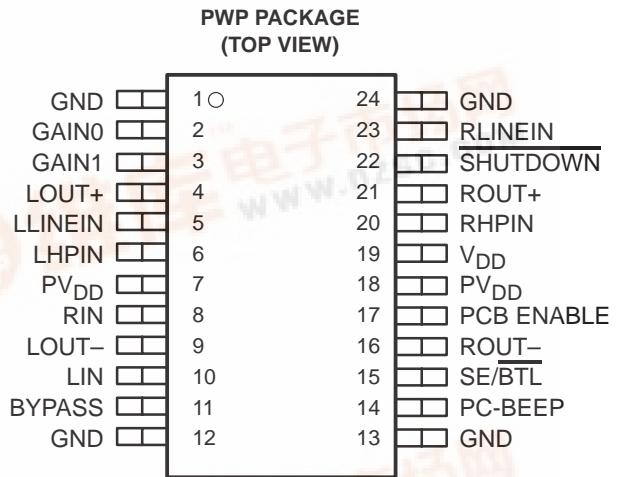 PWP PACKAGE
(TOP VIEW)
GND 1 24 GND
GAIN0 2 23 RLINEIN
GAIN1 3 22 SHUTDOWN
LOUT+ 4 21 ROUT+
LLINEIN 5 20 RHPIN
LHPIN 6 19 VDD
PVDD 7 18 PVDD
RIN 8 17 PCB ENABLE
LOUT– 9 16 ROUT–
LIN 10 15 SE/BTL
BYPASS 11 14 PC-BEEP
GND 12 13 GND